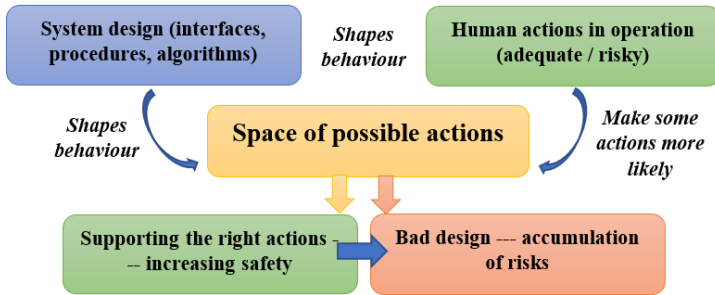 System design (interfaces,
procedures, algorithms)
Shapes
behaviour
Human actions in operation
(adequate / risky)
Shapes
behaviour
Space of possible actions
Make some
actions more
likely
Supporting the right actions -
-- increasing safety
Bad design --- accumulation
of risks